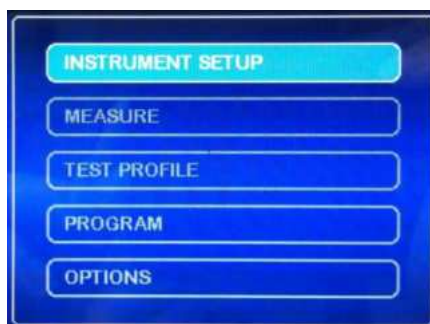 INSTRUMENT SETUP
MEASURE
TEST PROFILE
PROGRAM
OPTIONS